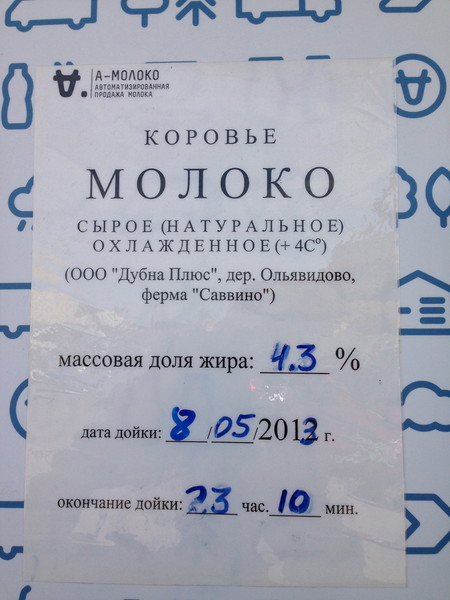 А-МОЛОКО
АВТОМАТИЗИРОВАННАЯ
ПРОДАЖА МОЛОКА
КОРОВЬЕ
МОЛОКО
СЫРОЕ (НАТУРАЛЬНОЕ)
ОХЛАЖДЕННОЕ (+ 4С°)
(ООО "Дубна Плюс", дер. Ольявидово,
ферма "Саввино")
массовая доля жира: 4.3 %
дата дойки: 8/05/2013 г.
окончание дойки: 23 час. 10 мин.